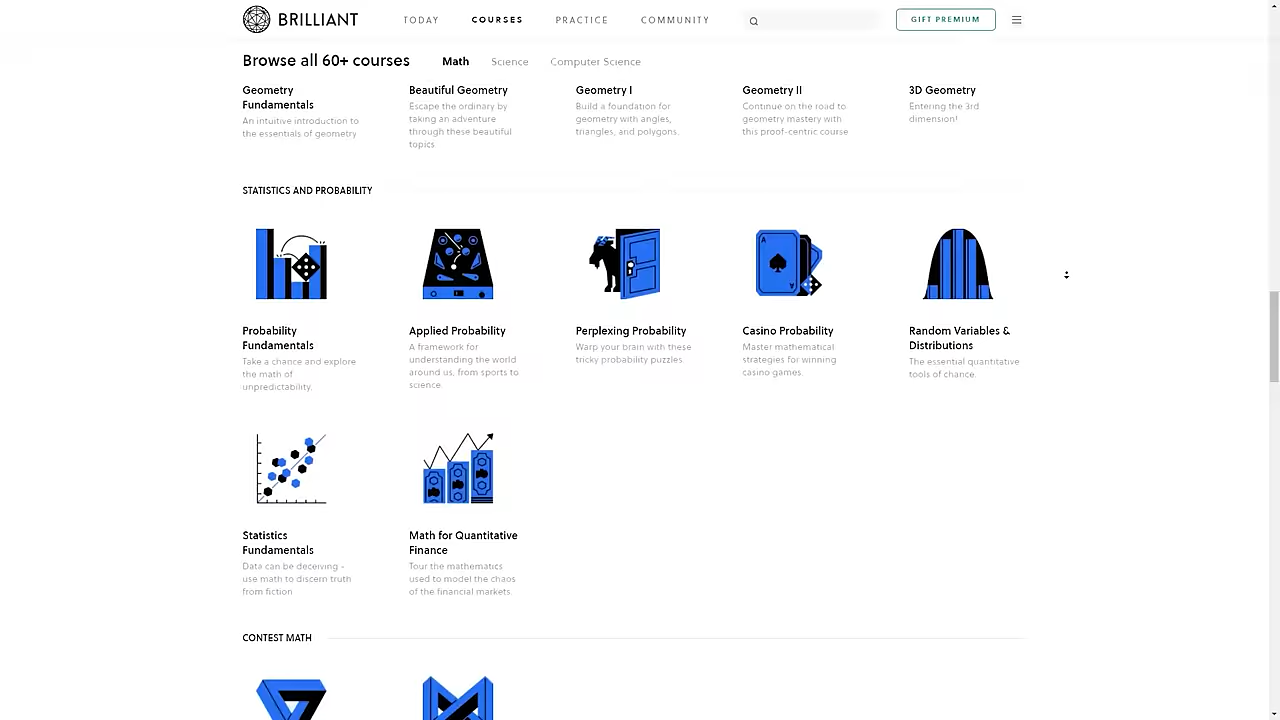 BRILLIANT
TODAY
COURSES
PRACTICE
COMMUNITY
GIFT PREMIUM
Browse all 60+ courses
Math
Science
Computer Science
Geometry
Fundamentals
An intuitive introduction to
the essentials of geometry
Beautiful Geometry
Escape the ordinary by
taking an adventure
through these beautiful
topics
Geometry I
Build a foundation for
geometry with angles,
triangles, and polygons.
Geometry II
Continue on the road to
geometry mastery with
this proof-centric course
3D Geometry
Entering the 3rd
dimension!
STATISTICS AND PROBABILITY
A
A
Probability
Fundamentals
Take a chance and explore
the math of
unpredictability.
Applied Probability
A framework for
understanding the world
around us, from sports to
science.
Perplexing Probability
Warp your brain with these
tricky probability puzzles.
Casino Probability
Master mathematical
strategies for winning
casino games.
Random Variables &
Distributions
The essential quantitative
tools of chance.
Statistics
Fundamentals
Data can be deceiving -
use math to discern truth
from fiction
Math for Quantitative
Finance
Tour the mathematics
used to model the chaos
of the financial markets.
CONTEST MATH